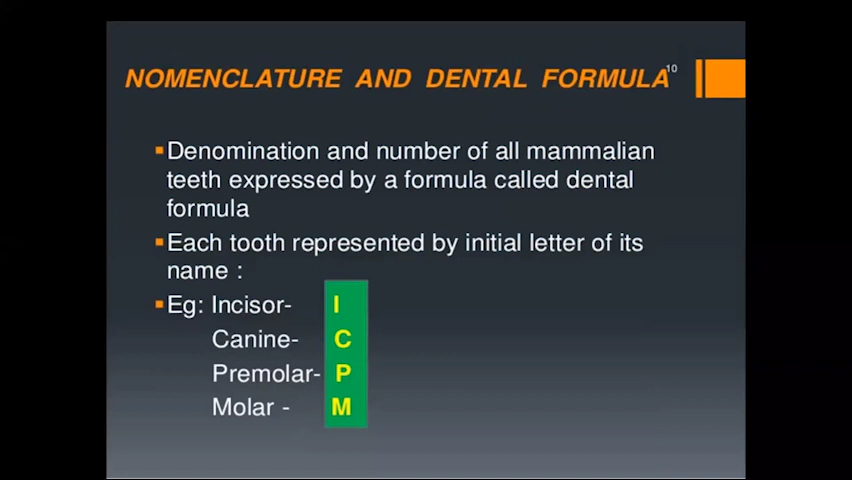 NOMENCLATURE AND DENTAL FORMULA 10
Denomination and number of all mammalian
teeth expressed by a formula called dental
formula
Each tooth represented by initial letter of its
name :
Eg: Incisor- I
Canine- C
Premolar- P
Molar - M